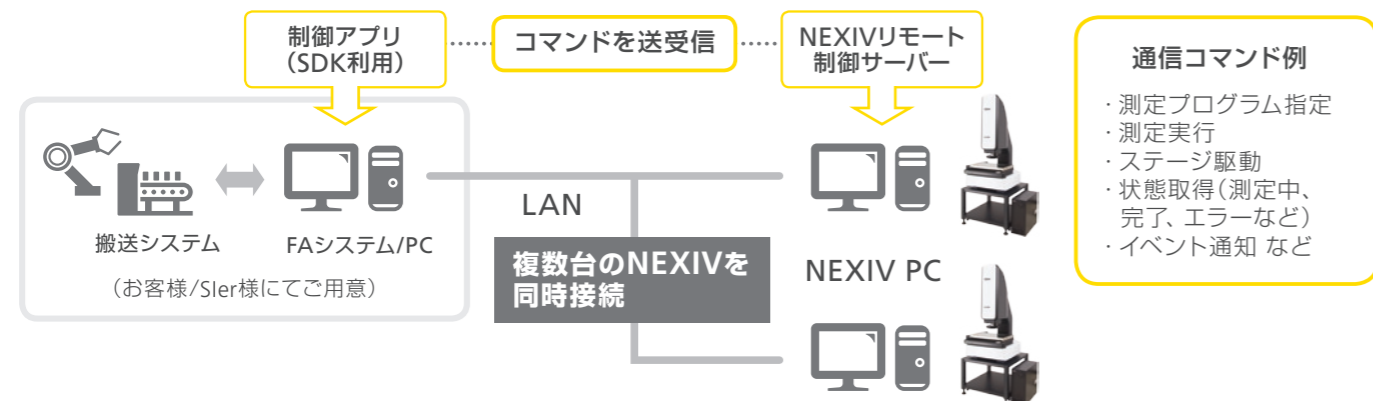 制御アプリ
（SDK利用）
コマンドを送受信
NEXIVリモート
制御サーバー
搬送システム
FAシステム/PC
（お客様/SIer様にてご用意）
LAN
複数台のNEXIVを
同時接続
NEXIV PC
通信コマンド例
・測定プログラム指定
・測定実行
・ステージ駆動
・状態取得（測定中、
完了、エラーなど）
・イベント通知 など